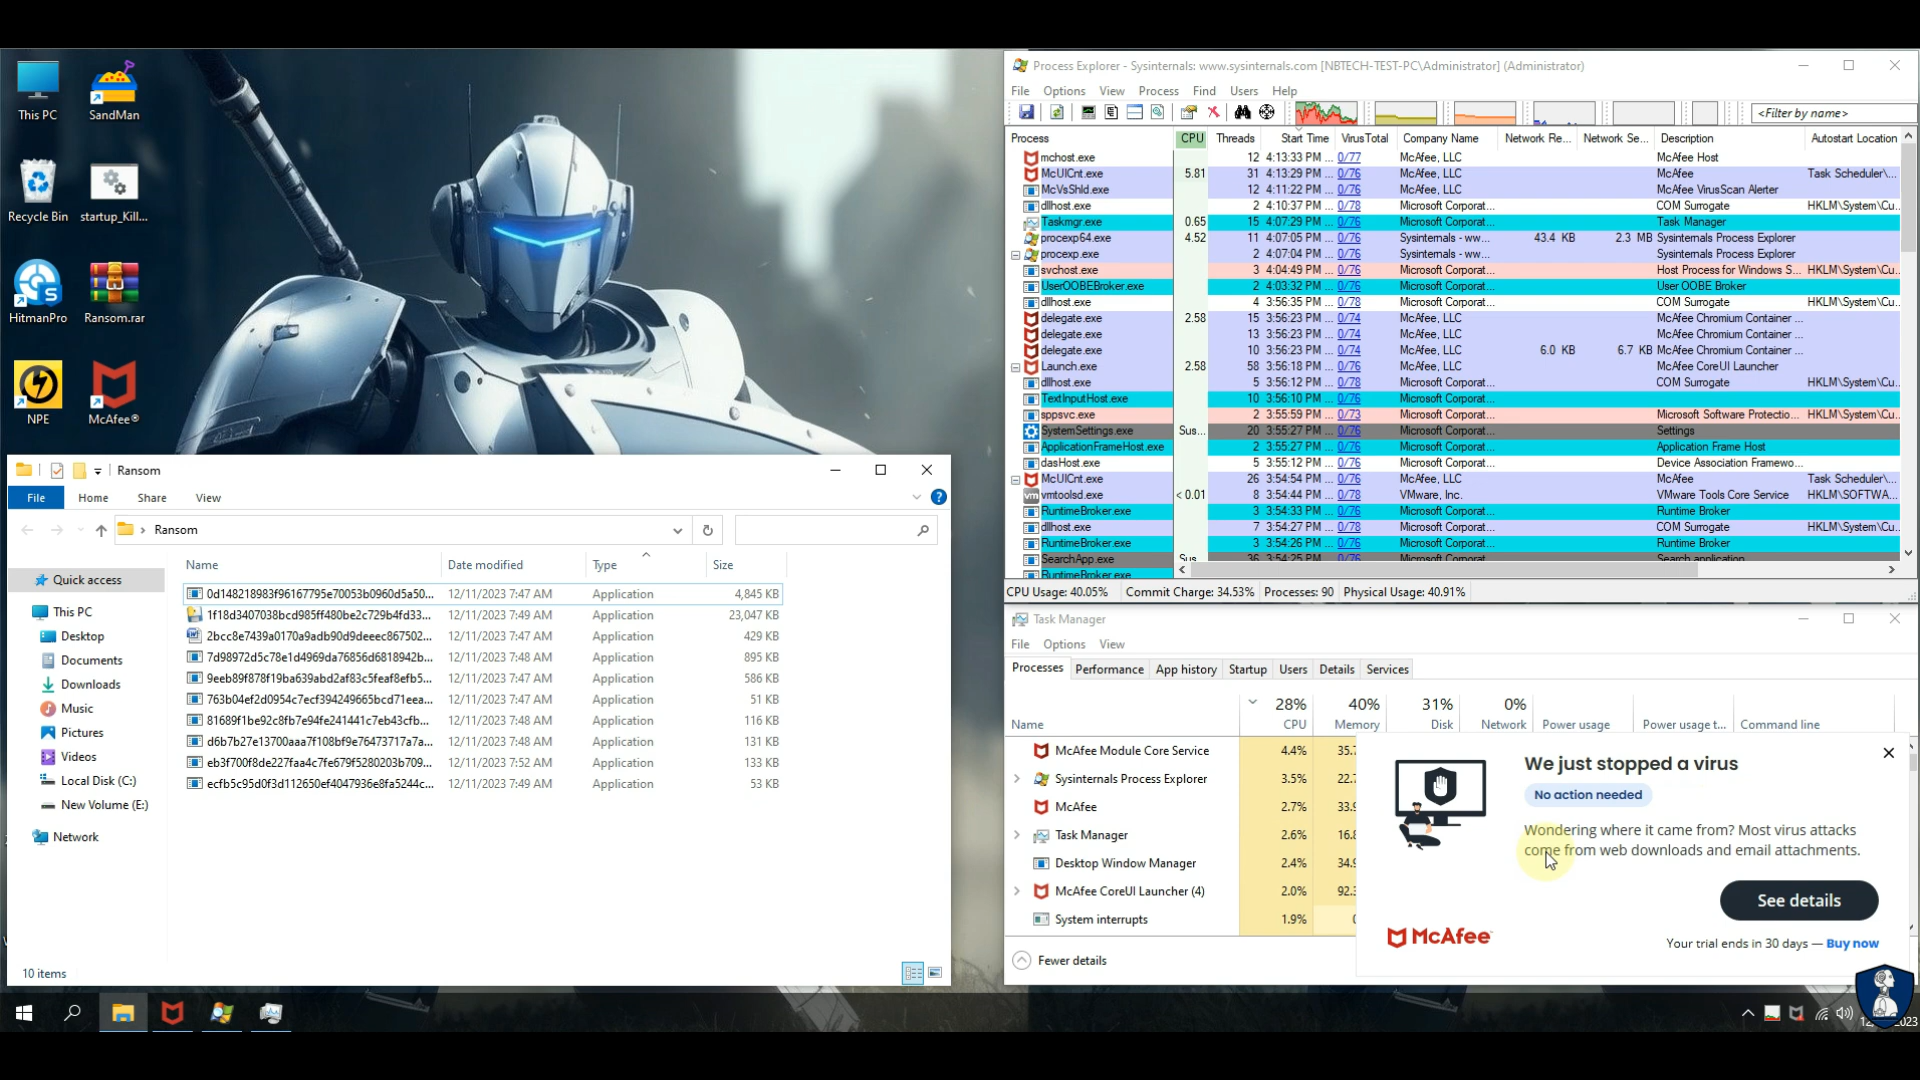 This PC
SandMan
Recycle Bin
startup_Kill...
HitmanPro
Ransom.rar
NPE
McAfee®
Process Explorer - Sysinternals: www.sysinternals.com [NBTECH-TEST-PC\Administrator] (Administrator)
File Options View Process Find Users Help
<Filter by name>
Process CPU Threads Start Time VirusTotal Company Name Network Re... Network Se... Description Autostart Location
mchost.exe 12 4:13:33 PM ... 0/77 McAfee, LLC McAfee Host
McUICnt.exe 5.81 31 4:13:29 PM ... 0/76 McAfee, LLC McAfee Task Scheduler\...
McVsShld.exe 12 4:11:22 PM ... 0/76 McAfee, LLC McAfee VirusScan Alerter
dllhost.exe 2 4:10:37 PM ... 0/78 Microsoft Corporat... COM Surrogate HKLM\System\Cu...
Taskmgr.exe 0.65 15 4:07:29 PM ... 0/76 Microsoft Corporat... Task Manager
procexp64.exe 4.52 11 4:07:05 PM ... 0/76 Sysinternals - ww... 43.4 KB 2.3 MB Sysinternals Process Explorer
procexp.exe 2 4:07:04 PM ... 0/76 Sysinternals - ww... Sysinternals Process Explorer
svchost.exe 3 4:04:49 PM ... 0/76 Microsoft Corporat... Host Process for Windows S... HKLM\System\Cu...
UserOOBEBroker.exe 2 4:03:32 PM ... 0/76 Microsoft Corporat... User OOBE Broker
dllhost.exe 4 3:56:35 PM ... 0/78 Microsoft Corporat... COM Surrogate HKLM\System\Cu...
delegate.exe 2.58 15 3:56:23 PM ... 0/74 McAfee, LLC McAfee Chromium Container ...
delegate.exe 13 3:56:23 PM ... 0/74 McAfee, LLC McAfee Chromium Container ...
delegate.exe 10 3:56:23 PM ... 0/74 McAfee, LLC 6.0 KB 6.7 KB McAfee Chromium Container ...
Launch.exe 2.58 58 3:56:18 PM ... 0/76 McAfee, LLC McAfee CoreUI Launcher
dllhost.exe 5 3:56:12 PM ... 0/78 Microsoft Corporat... COM Surrogate HKLM\System\Cu...
TextInputHost.exe 10 3:56:10 PM ... 0/76 Microsoft Corporat...
sppsvc.exe 2 3:55:59 PM ... 0/73 Microsoft Corporat... Microsoft Software Protectio... HKLM\System\Cu...
SystemSettings.exe Sus... 20 3:55:27 PM ... 0/76 Microsoft Corporat... Settings
ApplicationFrameHost.exe 2 3:55:27 PM ... 0/76 Microsoft Corporat... Application Frame Host
dasHost.exe 5 3:55:12 PM ... 0/76 Microsoft Corporat... Device Association Framewo...
McUICnt.exe 26 3:54:54 PM ... 0/76 McAfee, LLC McAfee Task Scheduler\...
vmtoolsd.exe < 0.01 8 3:54:44 PM ... 0/78 VMware, Inc. VMware Tools Core Service HKLM\SOFTWA...
RuntimeBroker.exe 3 3:54:33 PM ... 0/76 Microsoft Corporat... Runtime Broker
dllhost.exe 7 3:54:27 PM ... 0/78 Microsoft Corporat... COM Surrogate HKLM\System\Cu...
RuntimeBroker.exe 3 3:54:26 PM ... 0/76 Microsoft Corporat... Runtime Broker
SearchApp.exe Sus... 36 3:54:25 PM ... 0/76 Microsoft Corporat... Search application
RuntimeBroker.exe
CPU Usage: 40.05% Commit Charge: 34.53% Processes: 90 Physical Usage: 40.91%
Ransom
File Home Share View
Ransom
Name Date modified Type Size
0d148218983f96167795e70053b0960d5a50... 12/11/2023 7:47 AM Application 4,845 KB
1f18d3407038bcd985ff480be2c729b4fd33... 12/11/2023 7:49 AM Application 23,047 KB
2bcc8e7439a0170a9adb90d9deeec867502... 12/11/2023 7:47 AM Application 429 KB
7d98972d5c78e1d4969da76856d6818942b... 12/11/2023 7:48 AM Application 895 KB
9eeb89f878f19ba639abd2af83c5feaf8efb5... 12/11/2023 7:47 AM Application 586 KB
763b04ef2d0954c7ecf394249665bcd71eea... 12/11/2023 7:47 AM Application 51 KB
81689f1be92c8fb7e94fe241441c7eb43cfb... 12/11/2023 7:48 AM Application 116 KB
d6b7b27e13700aaa7f108bf9e76473717a7a... 12/11/2023 7:48 AM Application 131 KB
eb3f700f8de227faa4c7fe679f5280203b709... 12/11/2023 7:52 AM Application 133 KB
ecfb5c95d0f3d112650ef4047936e8fa5244c... 12/11/2023 7:49 AM Application 53 KB
Quick access
This PC
Desktop
Documents
Downloads
Music
Pictures
Videos
Local Disk (C:)
New Volume (E:)
Network
10 items
Task Manager
File Options View
Processes Performance App history Startup Users Details Services
28% 40% 31% 0%
Name CPU Memory Disk Network Power usage Power usage t... Command line
McAfee Module Core Service 4.4% 35.7
Sysinternals Process Explorer 3.5% 22.7
McAfee 2.7% 33.9
Task Manager 2.6% 16.8
Desktop Window Manager 2.4% 34.9
McAfee CoreUI Launcher (4) 2.0% 92.3
System interrupts 1.9%
Fewer details
We just stopped a virus
No action needed
Wondering where it came from? Most virus attacks
come from web downloads and email attachments.
See details
McAfee
Your trial ends in 30 days — Buy now